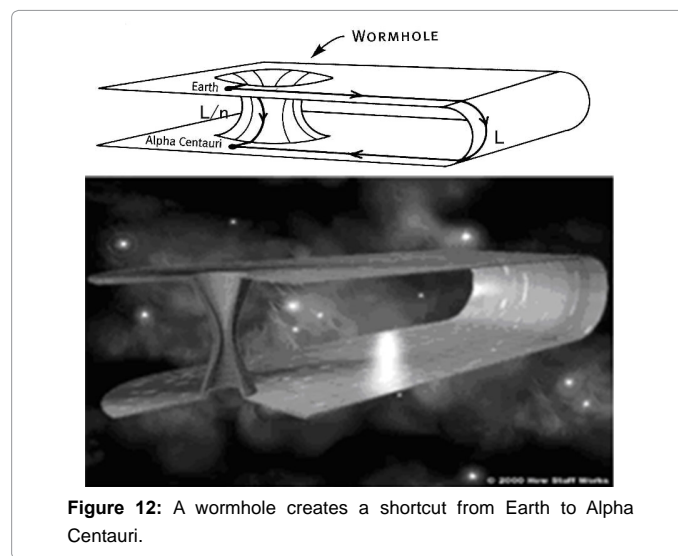 WORMHOLE
Earth
L/n
Alpha Centauri
L
© 2000 How Stuff Works
Figure 12: A wormhole creates a shortcut from Earth to Alpha
Centauri.